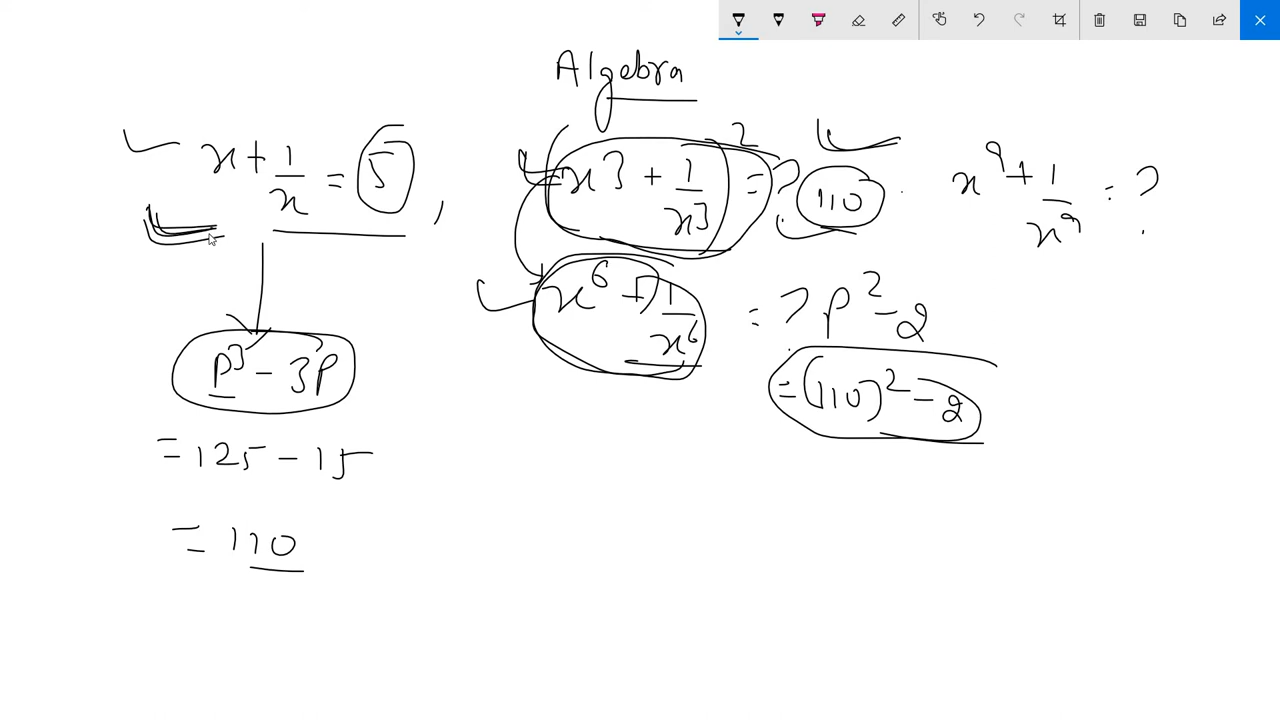 Algebra
x + 1/x = 5 ,
x³ + 1/x³ = ? 110
2
x⁹ + 1/x⁹ = ?
x⁶ + 1/x⁶ = ? P² - 2
= (110)² - 2
P³ - 3P
= 125 - 15
= 110